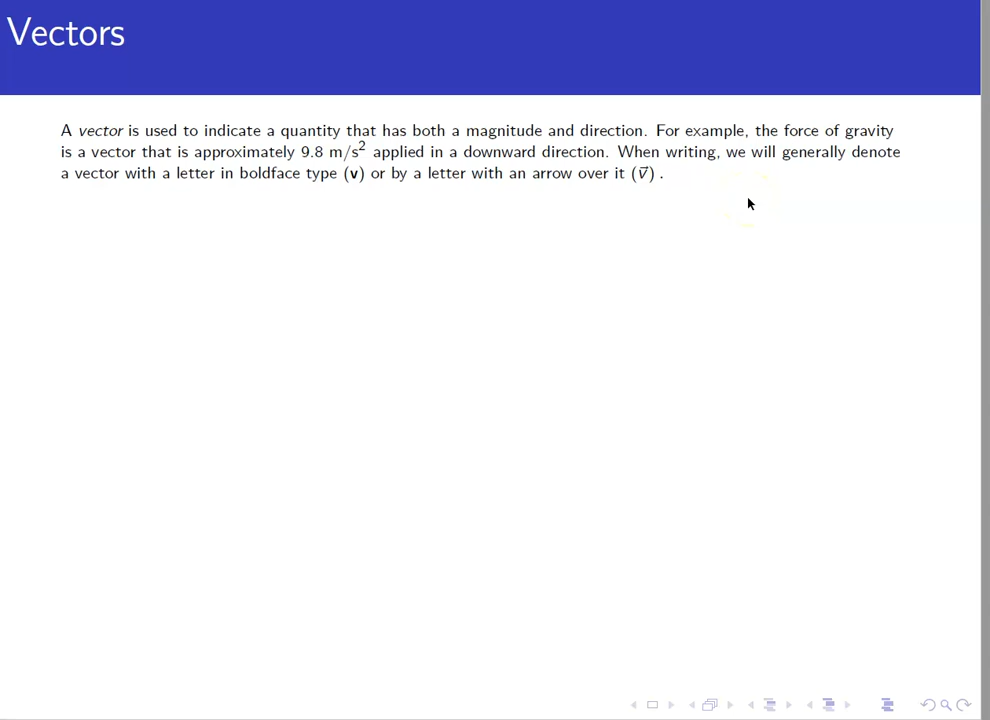 Vectors
A vector is used to indicate a quantity that has both a magnitude and direction. For example, the force of gravity
is a vector that is approximately 9.8 m/s² applied in a downward direction. When writing, we will generally denote
a vector with a letter in boldface type (v) or by a letter with an arrow over it (v⃗) .